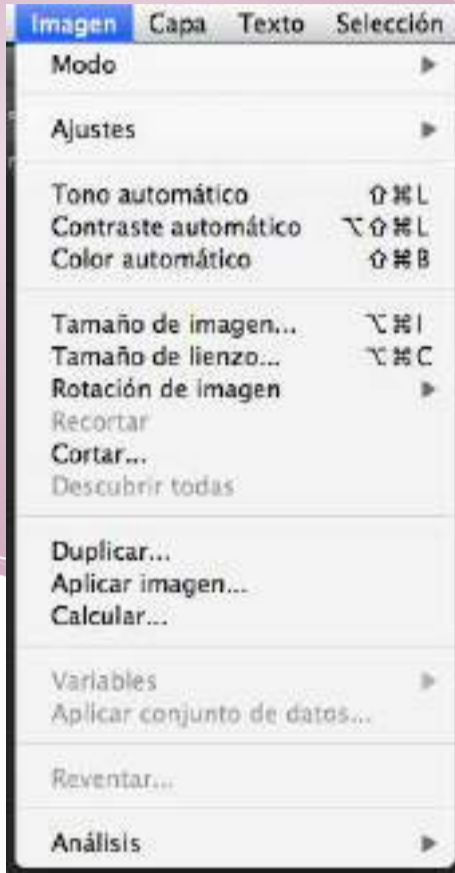 Imagen Capa Texto Selección
Modo
Ajustes
Tono automático ⇧⌘L
Contraste automático ⌥⇧⌘L
Color automático ⇧⌘B
Tamaño de imagen... ⌥⌘I
Tamaño de lienzo... ⌥⌘C
Rotación de imagen
Recortar
Cortar...
Descubrir todas
Duplicar...
Aplicar imagen...
Calcular...
Variables
Aplicar conjunto de datos...
Reventar...
Análisis